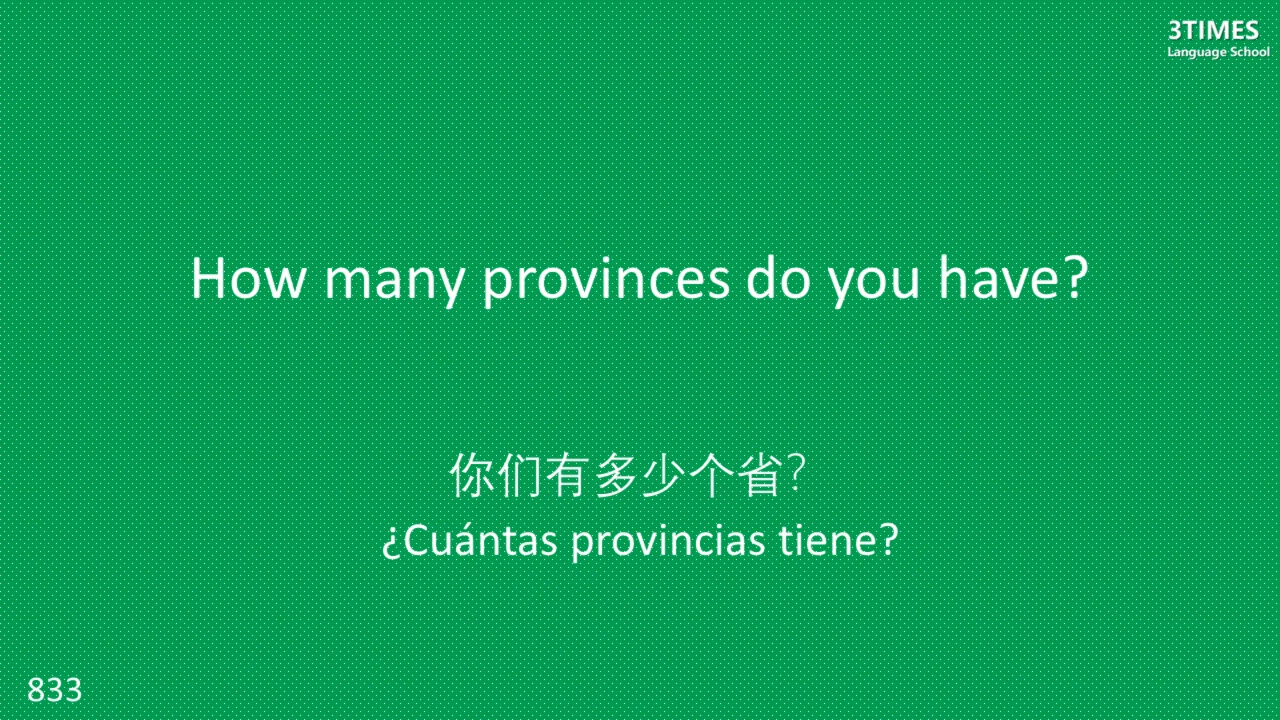 3TIMES
Language School
How many provinces do you have?
你们有多少个省?
¿Cuántas provincias tiene?
833